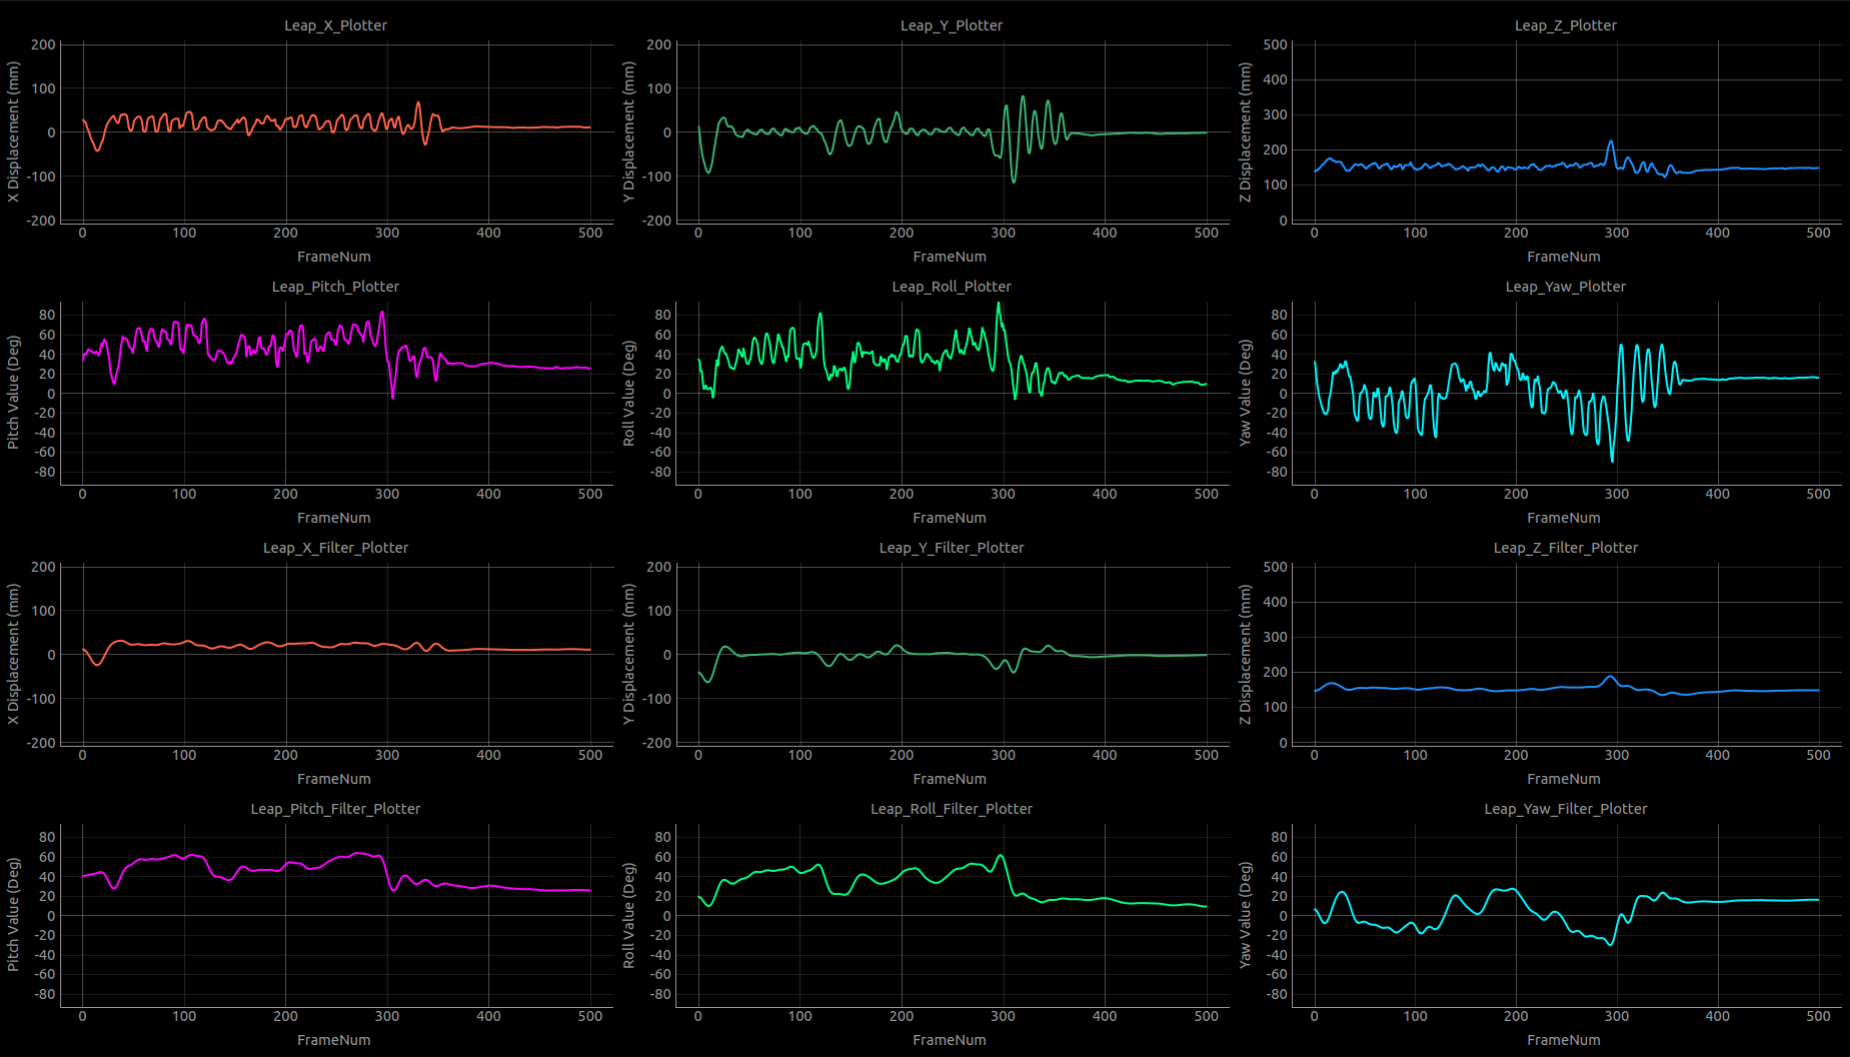 Leap_X_Plotter
200
100
0
-100
-200
X Displacement (mm)
0 100 200 300 400 500
FrameNum
Leap_Y_Plotter
200
100
0
-100
-200
Y Displacement (mm)
0 100 200 300 400 500
FrameNum
Leap_Z_Plotter
500
400
300
200
100
0
Z Displacement (mm)
0 100 200 300 400 500
FrameNum
Leap_Pitch_Plotter
80
60
40
20
0
-20
-40
-60
-80
Pitch Value (Deg)
0 100 200 300 400 500
FrameNum
Leap_Roll_Plotter
80
60
40
20
0
-20
-40
-60
-80
Roll Value (Deg)
0 100 200 300 400 500
FrameNum
Leap_Yaw_Plotter
80
60
40
20
0
-20
-40
-60
-80
Yaw Value (Deg)
0 100 200 300 400 500
FrameNum
Leap_X_Filter_Plotter
200
100
0
-100
-200
X Displacement (mm)
0 100 200 300 400 500
FrameNum
Leap_Y_Filter_Plotter
200
100
0
-100
-200
Y Displacement (mm)
0 100 200 300 400 500
FrameNum
Leap_Z_Filter_Plotter
500
400
300
200
100
0
Z Displacement (mm)
0 100 200 300 400 500
FrameNum
Leap_Pitch_Filter_Plotter
80
60
40
20
0
-20
-40
-60
-80
Pitch Value (Deg)
0 100 200 300 400 500
FrameNum
Leap_Roll_Filter_Plotter
80
60
40
20
0
-20
-40
-60
-80
Roll Value (Deg)
0 100 200 300 400 500
FrameNum
Leap_Yaw_Filter_Plotter
80
60
40
20
0
-20
-40
-60
-80
Yaw Value (Deg)
0 100 200 300 400 500
FrameNum